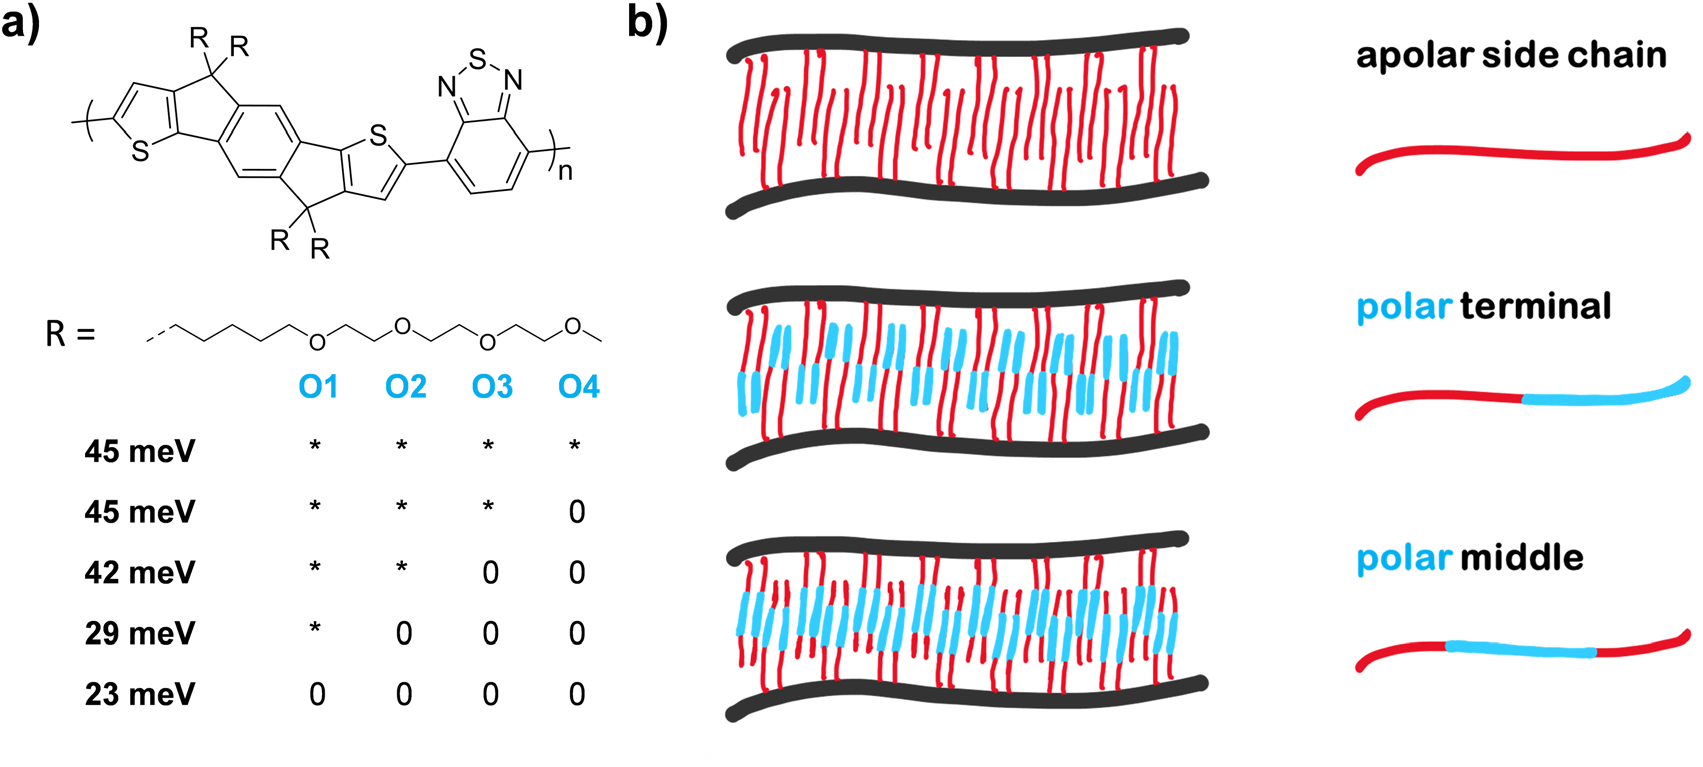 a)
R R
N S N
S
S
n
R R
R =
O O O O
O1 O2 O3 O4
45 meV * * * *
45 meV * * * 0
42 meV * * 0 0
29 meV * 0 0 0
23 meV 0 0 0 0
b)
apolar side chain
polar terminal
polar middle